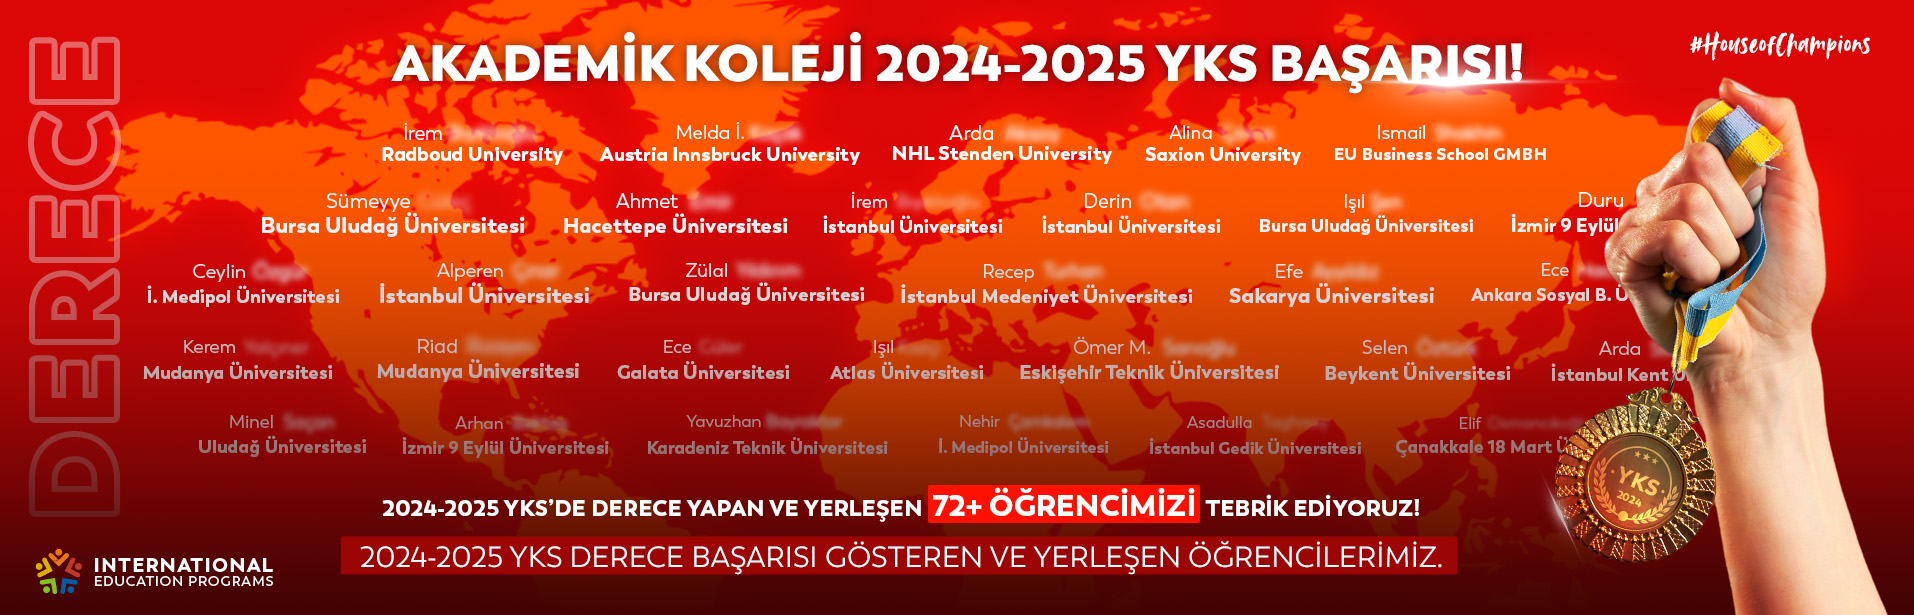 DERECE
AKADEMİK KOLEJİ 2024-2025 YKS BAŞARISI!
#HouseofChampions
İrem Melda İ. Arda Alina Ismail
Radboud University Austria Innsbruck University NHL Stenden University Saxion University EU Business School GMBH
Sümeyye Ahmet İrem Derin Işıl Duru
Bursa Uludağ Üniversitesi Hacettepe Üniversitesi İstanbul Üniversitesi İstanbul Üniversitesi Bursa Uludağ Üniversitesi İzmir 9 Eylül
Ceylin Alperen Zülal Recep Efe Ece
İ. Medipol Üniversitesi İstanbul Üniversitesi Bursa Uludağ Üniversitesi İstanbul Medeniyet Üniversitesi Sakarya Üniversitesi Ankara Sosyal B.
Kerem Riad Ece Işıl Ömer M. Selen Arda
Mudanya Üniversitesi Mudanya Üniversitesi Galata Üniversitesi Atlas Üniversitesi Eskişehir Teknik Üniversitesi Beykent Üniversitesi İstanbul Kent
Minel Arhan Yavuzhan Nehir Asadulla Elif
Uludağ Üniversitesi İzmir 9 Eylül Üniversitesi Karadeniz Teknik Üniversitesi İ. Medipol Üniversitesi İstanbul Gedik Üniversitesi Çanakkale 18 Mart
YKS
2024
2024-2025 YKS'DE DERECE YAPAN VE YERLEŞEN 72+ ÖĞRENCİMİZİ TEBRİK EDİYORUZ!
2024-2025 YKS DERECE BAŞARISI GÖSTEREN VE YERLEŞEN ÖĞRENCİLERİMİZ.
INTERNATIONAL
EDUCATION PROGRAMS